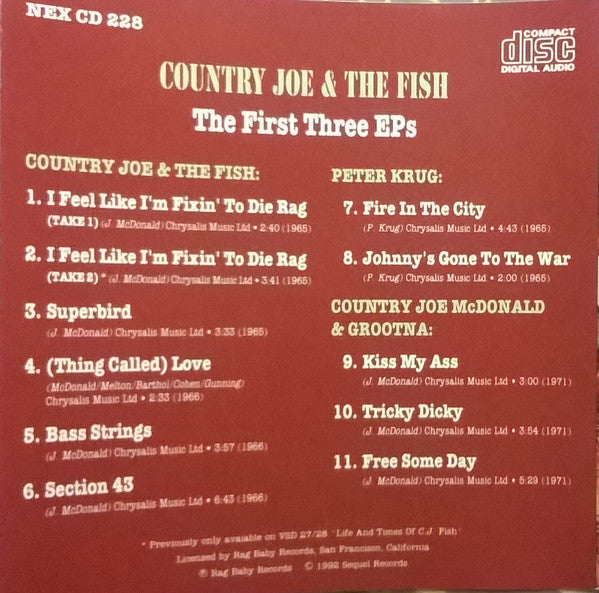 NEX CD 228
COMPACT
disc
DIGITAL AUDIO
COUNTRY JOE & THE FISH
The First Three EPs
COUNTRY JOE & THE FISH:
1. I Feel Like I'm Fixin' To Die Rag
(TAKE 1) (J. McDonald) Chrysalis Music Ltd • 2:40 (1965)
2. I Feel Like I'm Fixin' To Die Rag
(TAKE 2) * (J. McDonald) Chrysalis Music Ltd • 3:41 (1965)
3. Superbird
(J. McDonald) Chrysalis Music Ltd • 3:33 (1965)
4. (Thing Called) Love
(McDonald/Melton/Barthol/Cohen/Gunning)
Chrysalis Music Ltd • 2:33 (1966)
5. Bass Strings
(J. McDonald) Chrysalis Music Ltd • 3:57 (1966)
6. Section 43
(J. McDonald) Chrysalis Music Ltd • 6:43 (1966)
PETER KRUG:
7. Fire In The City
(P. Krug) Chrysalis Music Ltd • 4:43 (1965)
8. Johnny's Gone To The War
(P. Krug) Chrysalis Music Ltd • 2:00 (1965)
COUNTRY JOE McDONALD
& GROOTNA:
9. Kiss My Ass
(J. McDonald) Chrysalis Music Ltd • 3:00 (1971)
10. Tricky Dicky
(J. McDonald) Chrysalis Music Ltd • 3:54 (1971)
11. Free Some Day
(J. McDonald) Chrysalis Music Ltd • 5:29 (1971)
* Previously only available on VSD 27/28 "Life And Times Of C.J. Fish"
Licensed by Rag Baby Records, San Francisco, California
℗ Rag Baby Records © 1992 Sequel Records